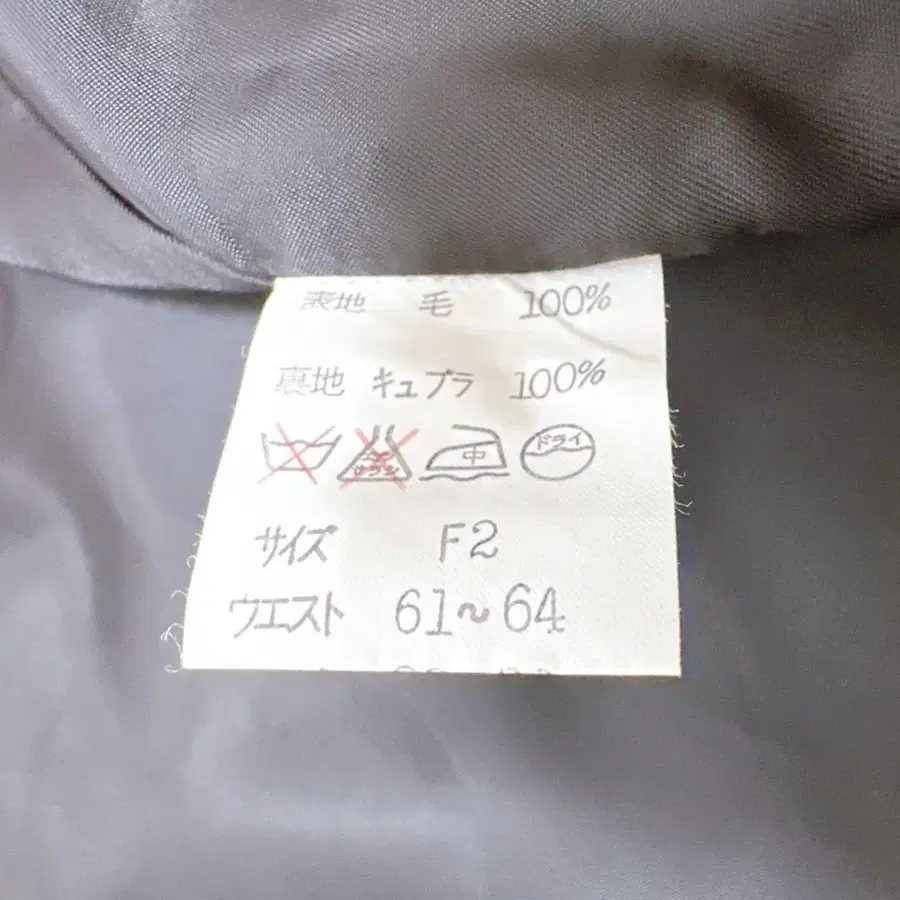 表地 毛 100%
裏地 キュプラ 100%
中 ドライ
サイズ F2
ウエスト 61~64